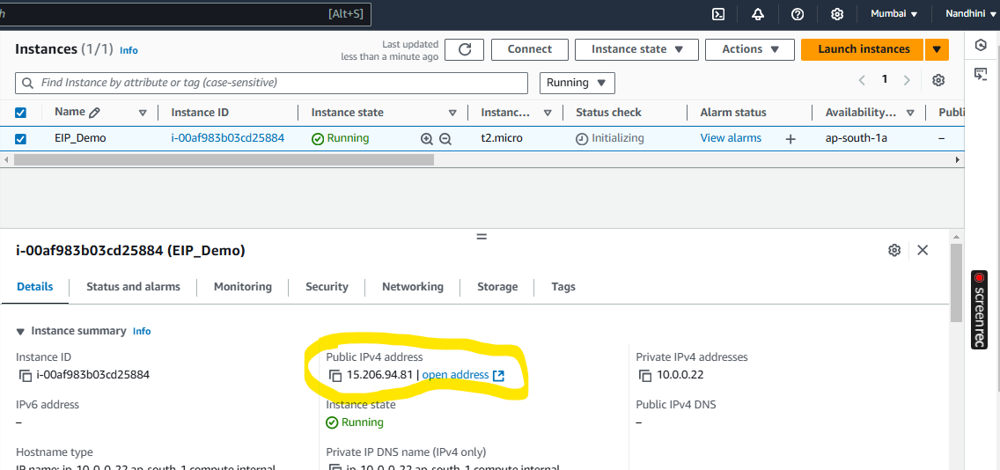 h [Alt+S] Mumbai ▼ Nandhini ▼
Instances (1/1) Info Last updated less than a minute ago Connect Instance state ▼ Actions ▼ Launch instances ▼
Find Instance by attribute or tag (case-sensitive) Running ▼ 1
Name Instance ID Instance state Instanc... Status check Alarm status Availability... Publi
EIP_Demo i-00af983b03cd25884 Running t2.micro Initializing View alarms + ap-south-1a –
i-00af983b03cd25884 (EIP_Demo)
Details Status and alarms Monitoring Security Networking Storage Tags
screen rec
▼ Instance summary Info
Instance ID Public IPv4 address Private IPv4 addresses
i-00af983b03cd25884 15.206.94.81 | open address 10.0.0.22
IPv6 address Instance state Public IPv4 DNS
– Running –
Hostname type Private IP DNS name (IPv4 only)
IP name: ip-10-0-0-22.ap-south-1.compute.internal ip-10-0-0-22.ap-south-1.compute.internal